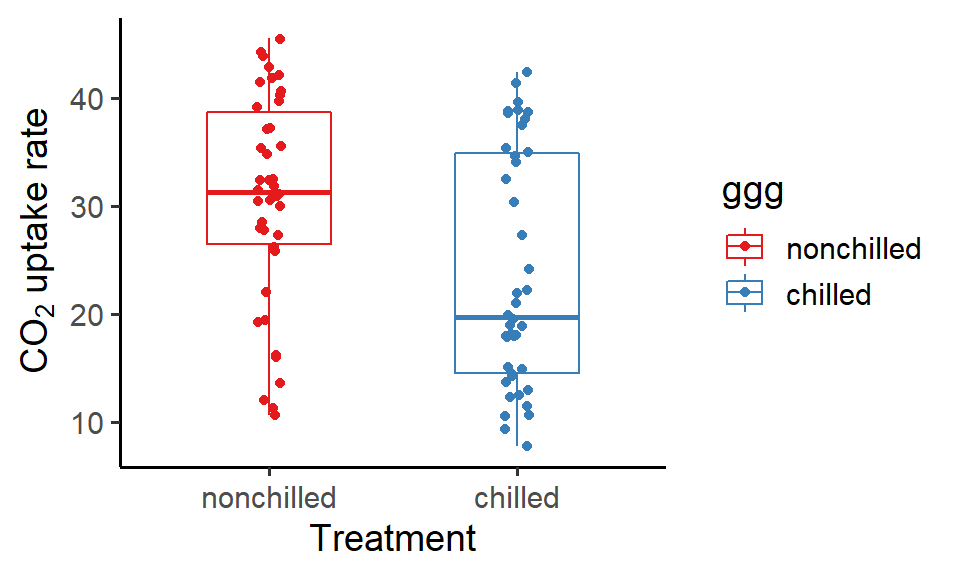 CO₂ uptake rate
40
30
20
10
nonchilled
chilled
Treatment
ggg
nonchilled
chilled